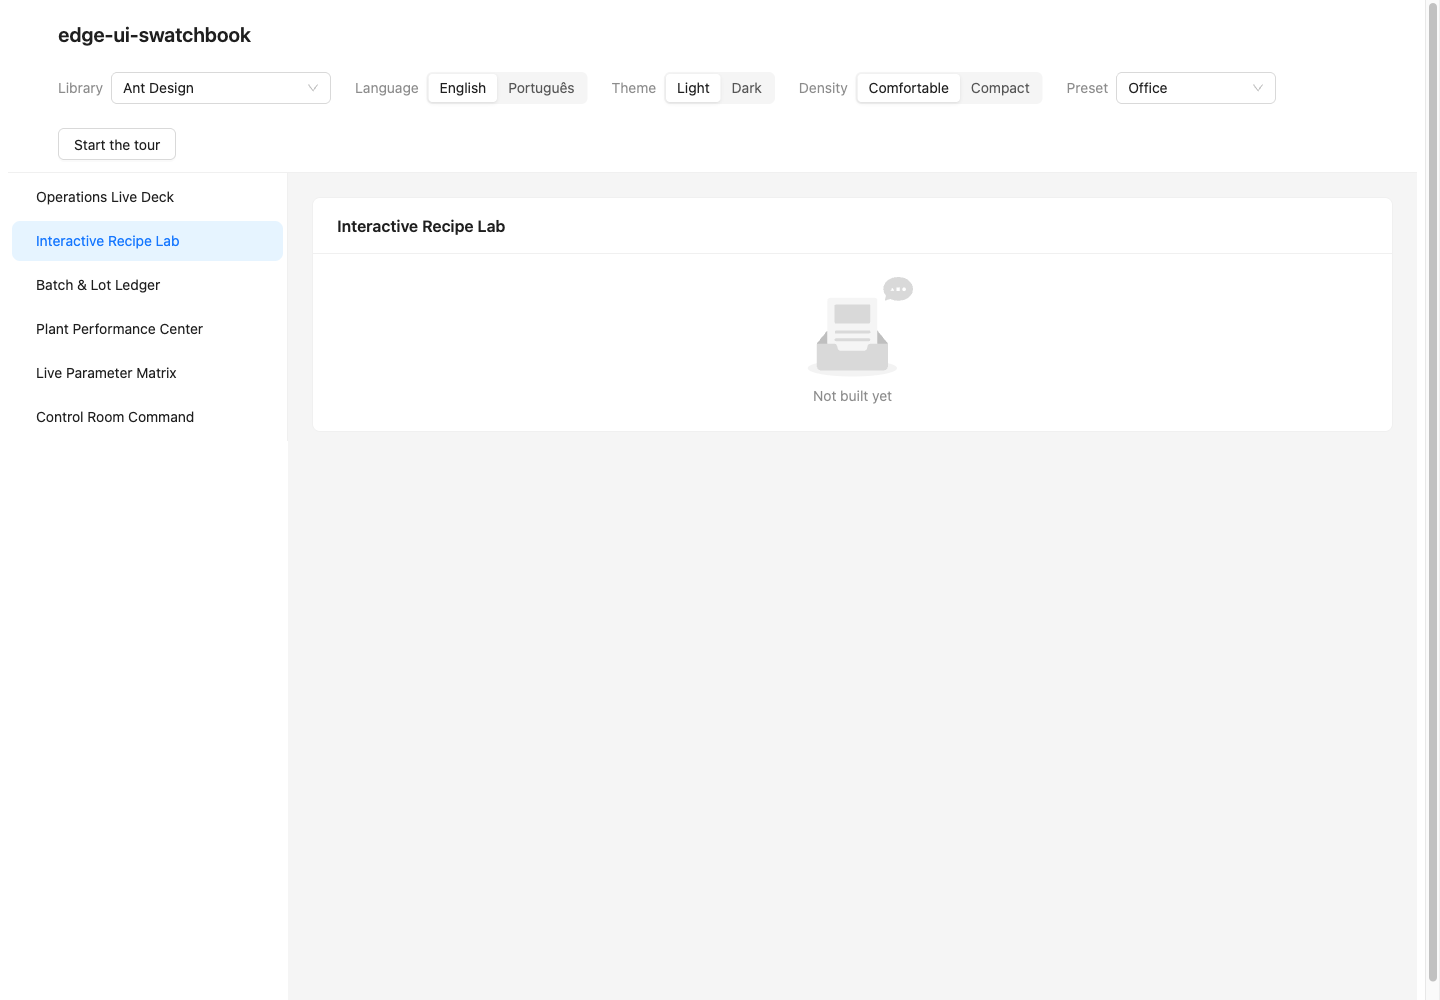 edge-ui-swatchbook
Library Ant Design Language English Português Theme Light Dark Density Comfortable Compact Preset Office
Start the tour
Operations Live Deck
Interactive Recipe Lab
Batch & Lot Ledger
Plant Performance Center
Live Parameter Matrix
Control Room Command
Interactive Recipe Lab
Not built yet